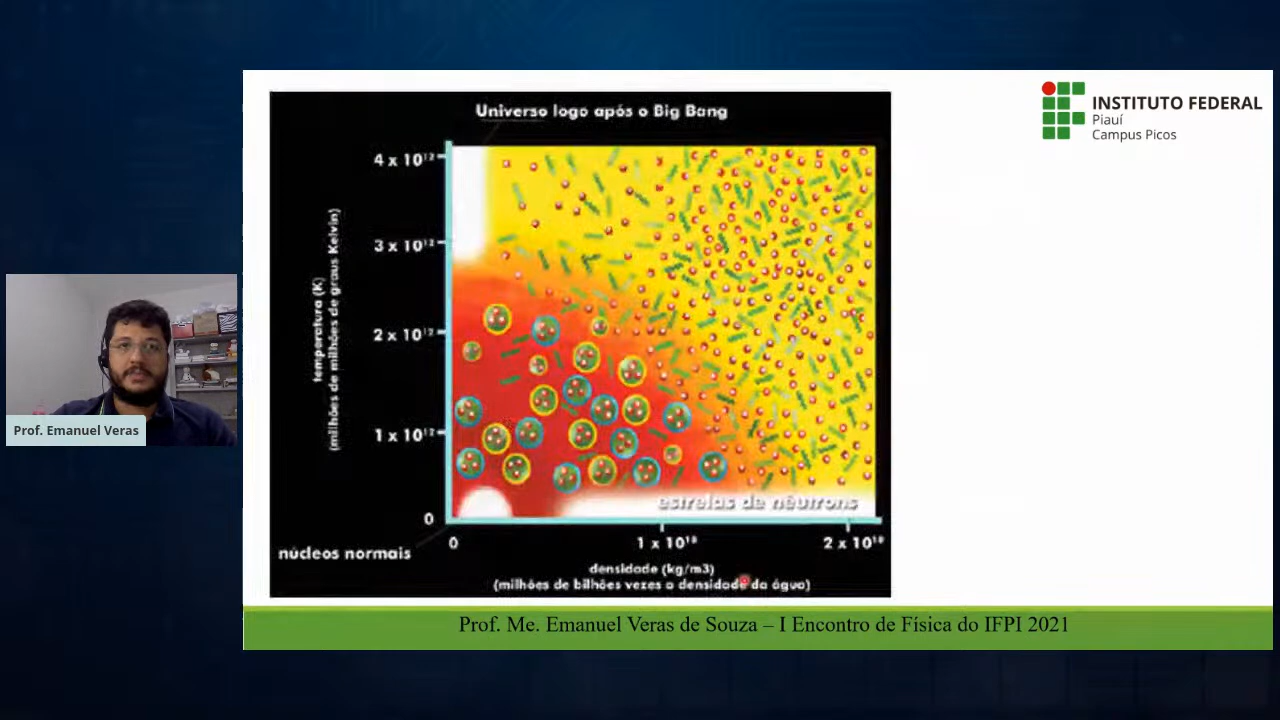 Universo logo após o Big Bang
INSTITUTO FEDERAL
Piauí
Campus Picos
4 x 10¹²
3 x 10¹²
2 x 10¹²
1 x 10¹²
0
temperatura (K)
(milhões de milhões de graus Kelvin)
estrelas de nêutrons
núcleos normais
0
1 x 10¹⁸
2 x 10¹⁸
densidade (kg/m3)
(milhões de bilhões vezes a densidade da água)
Prof. Emanuel Veras
Prof. Me. Emanuel Veras de Souza – I Encontro de Física do IFPI 2021